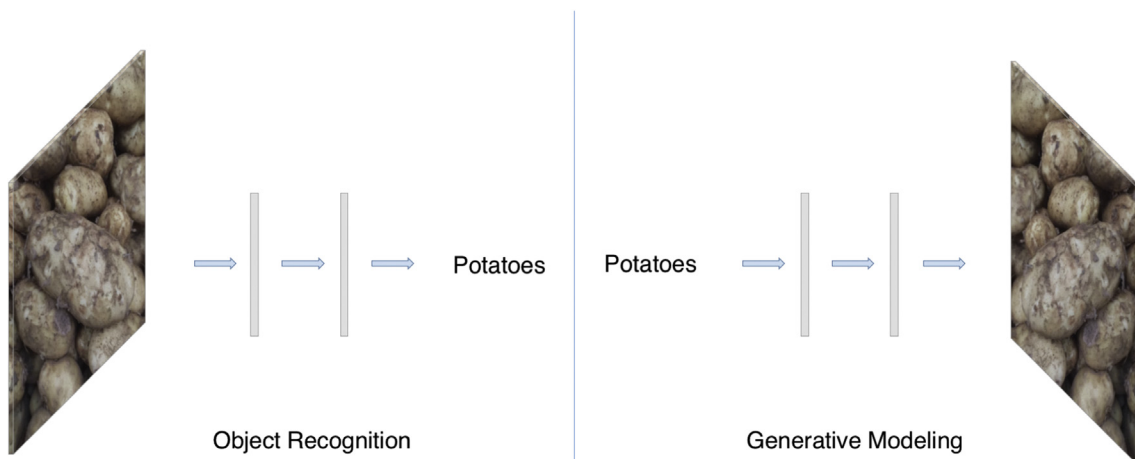 Potatoes
Object Recognition
Potatoes
Generative Modeling